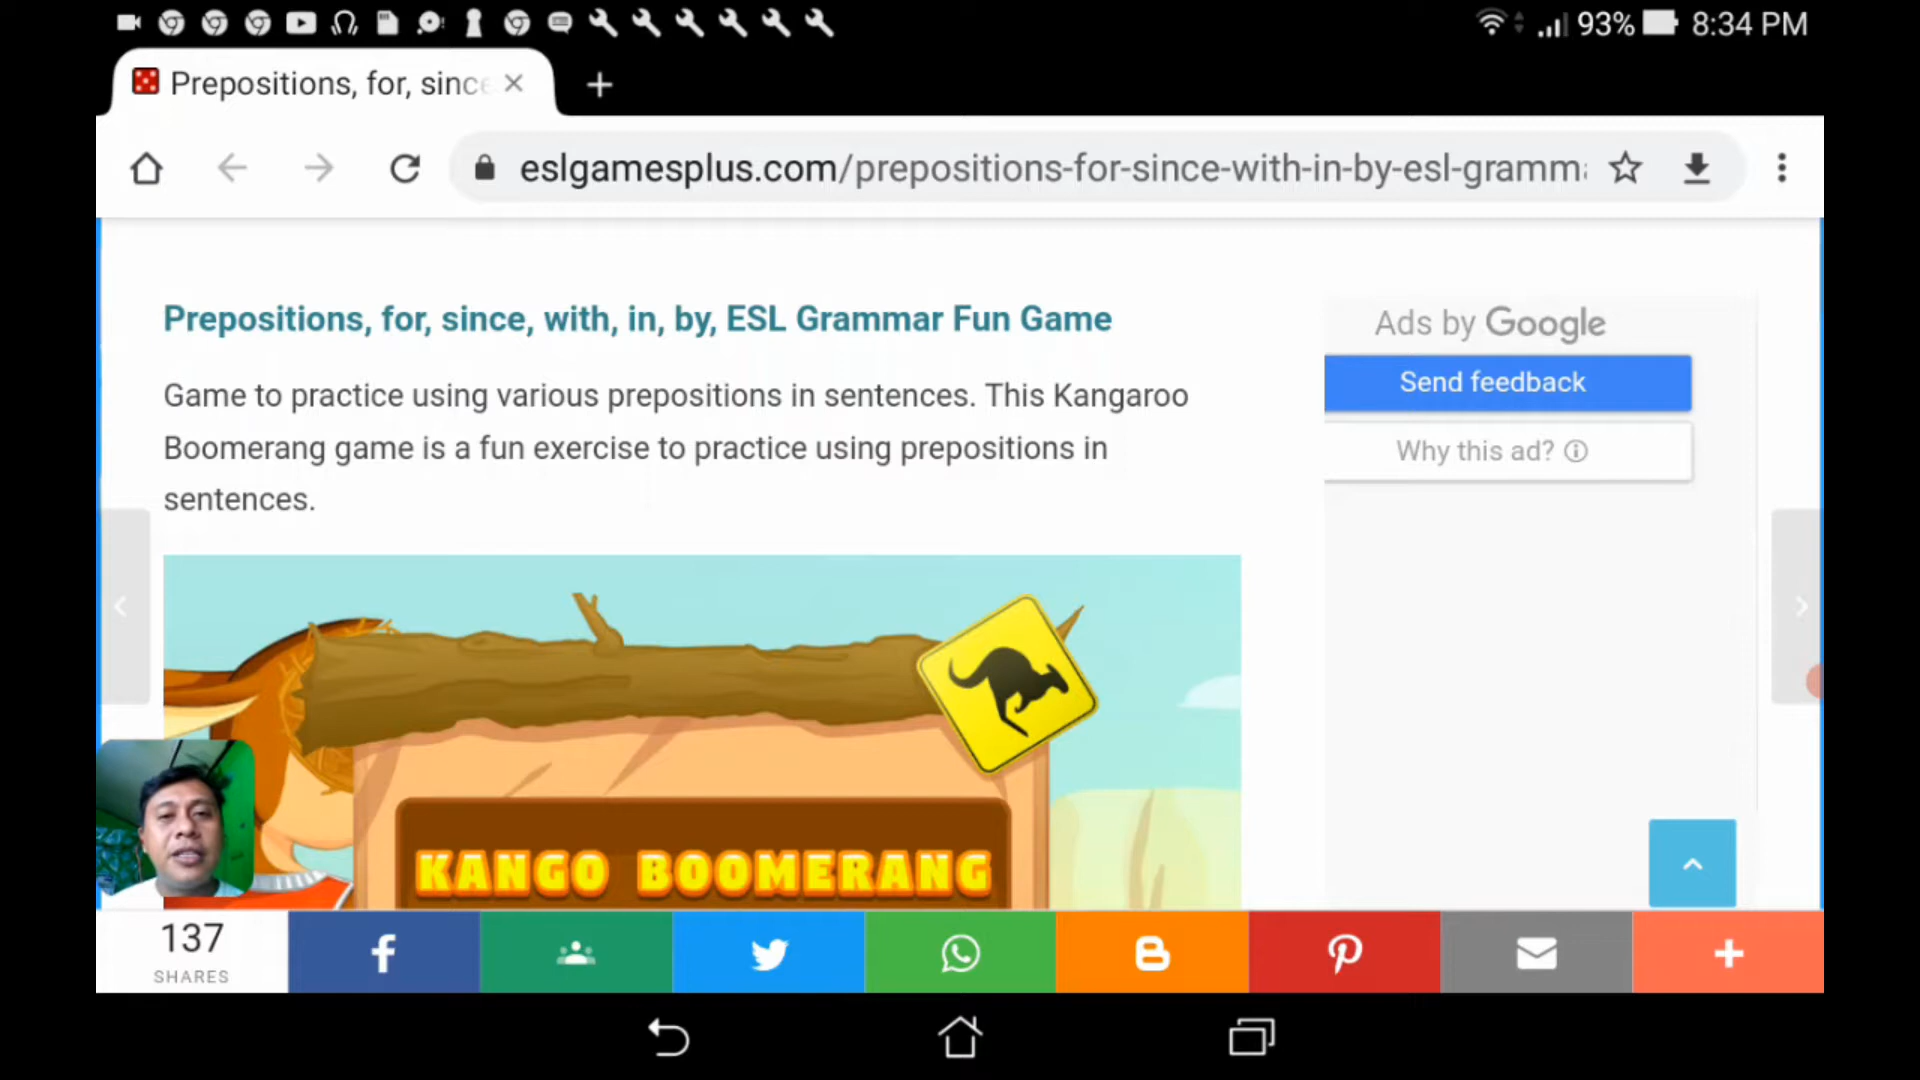 93% 8:34 PM
Prepositions, for, since
eslgamesplus.com/prepositions-for-since-with-in-by-esl-gramm
Prepositions, for, since, with, in, by, ESL Grammar Fun Game
Game to practice using various prepositions in sentences. This Kangaroo
Boomerang game is a fun exercise to practice using prepositions in
sentences.
Ads by Google
Send feedback
Why this ad?
KANGO BOOMERANG
137
SHARES